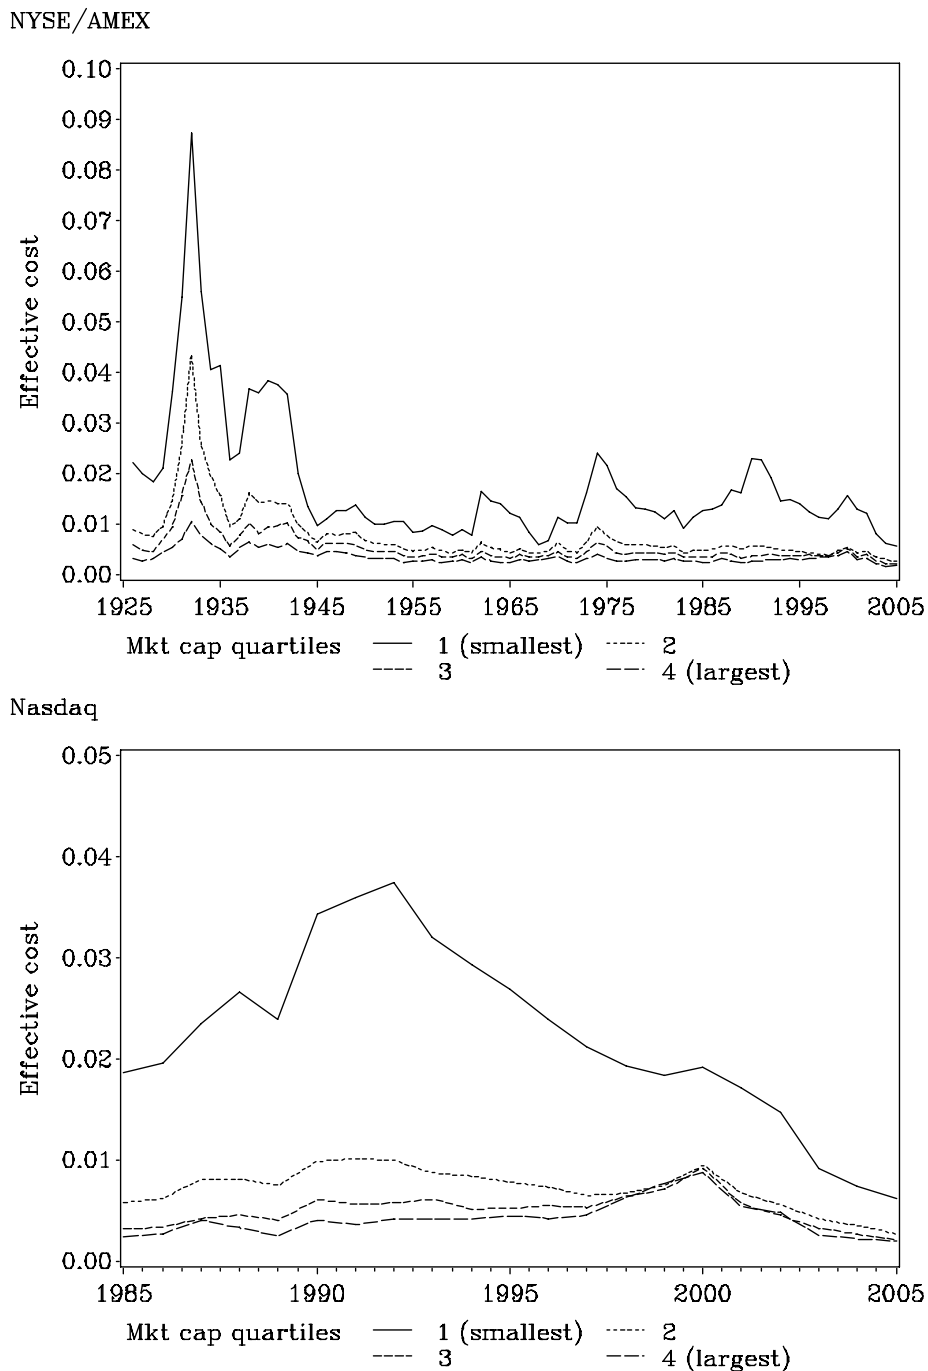 NYSE/AMEX
0.10
0.09
0.08
0.07
0.06
0.05
0.04
0.03
0.02
0.01
0.00
Effective cost
1925 1935 1945 1955 1965 1975 1985 1995 2005
Mkt cap quartiles 1 (smallest) 2
3 4 (largest)
Nasdaq
0.05
0.04
0.03
0.02
0.01
0.00
Effective cost
1985 1990 1995 2000 2005
Mkt cap quartiles 1 (smallest) 2
3 4 (largest)